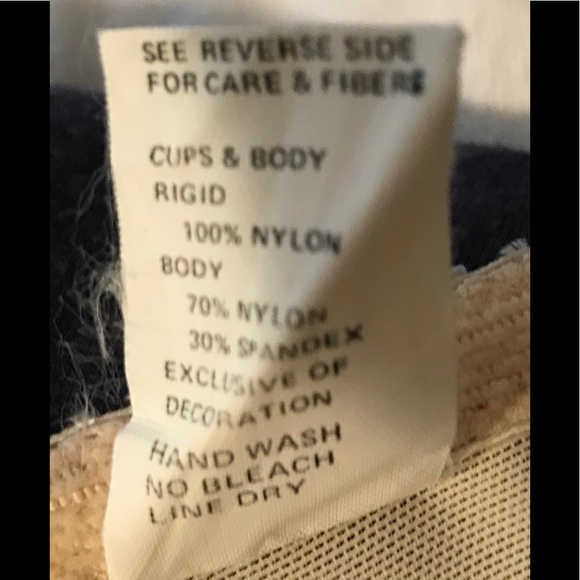 SEE REVERSE SIDE
FOR CARE & FIBERS
CUPS & BODY
RIGID
100% NYLON
BODY
70% NYLON
30% SPANDEX
EXCLUSIVE OF
DECORATION
HAND WASH
NO BLEACH
LINE DRY